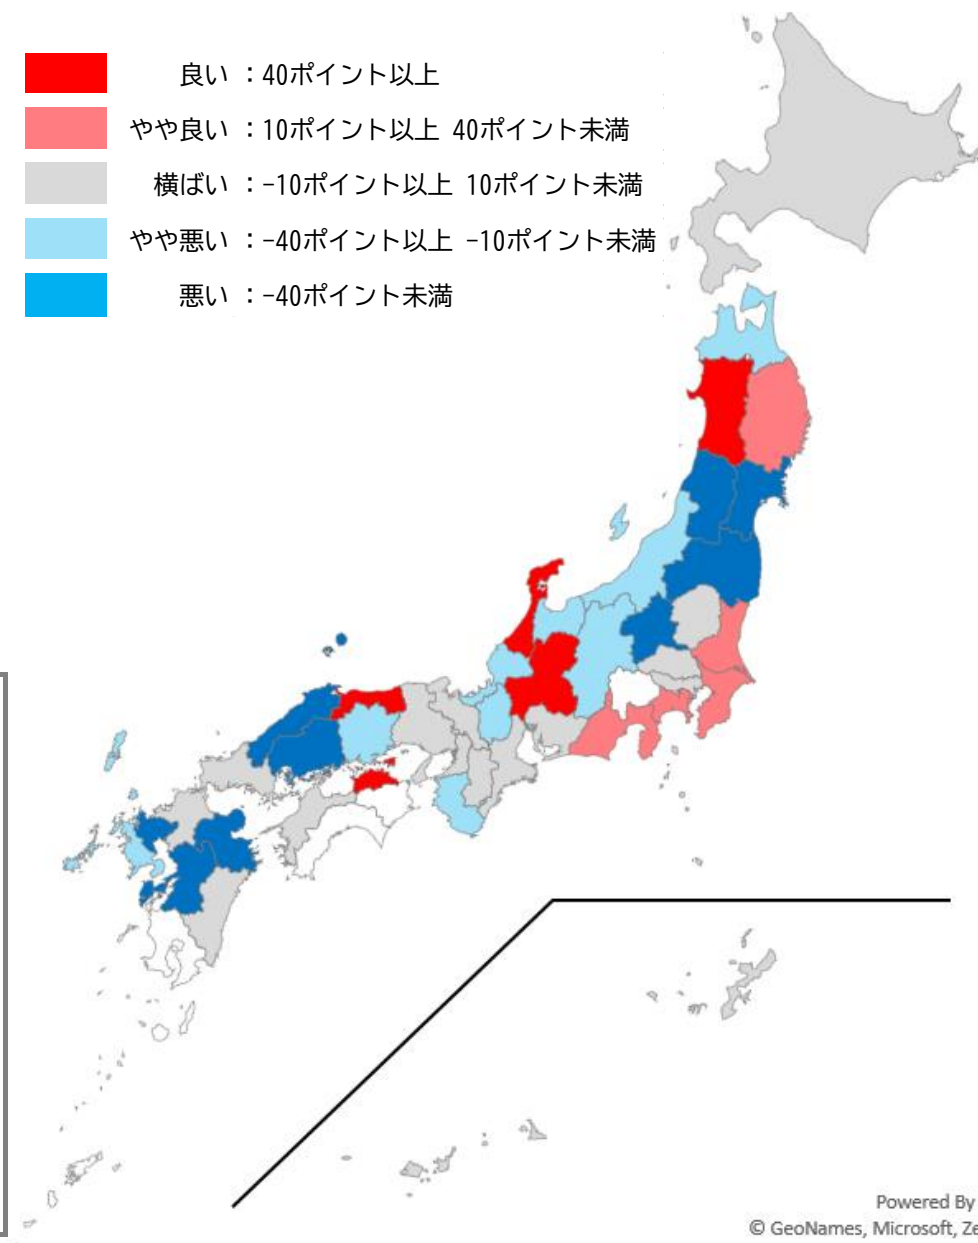 良い ：40ポイント以上
やや良い ：10ポイント以上 40ポイント未満
横ばい ：-10ポイント以上 10ポイント未満
やや悪い ：-40ポイント以上 -10ポイント未満
悪い ：-40ポイント未満
Powered By
© GeoNames, Microsoft, Ze